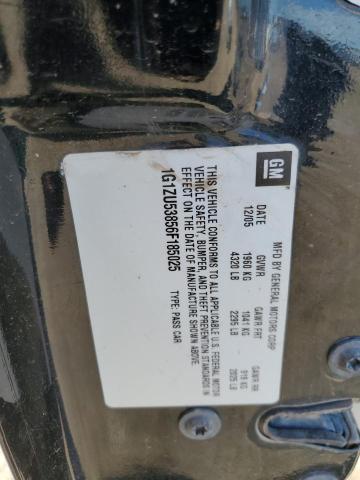 GM
MFD BY GENERAL MOTORS CORP
DATE GVWR GAWR FRT GAWR RR
12/05 1960 KG 1041 KG 919 KG
4320 LB 2295 LB 2025 LB
THIS VEHICLE CONFORMS TO ALL APPLICABLE U.S. FEDERAL MOTOR
VEHICLE SAFETY, BUMPER, AND THEFT PREVENTION STANDARDS IN
EFFECT ON THE DATE OF MANUFACTURE SHOWN ABOVE.
1G1ZU53856F185025 TYPE: PASS CAR